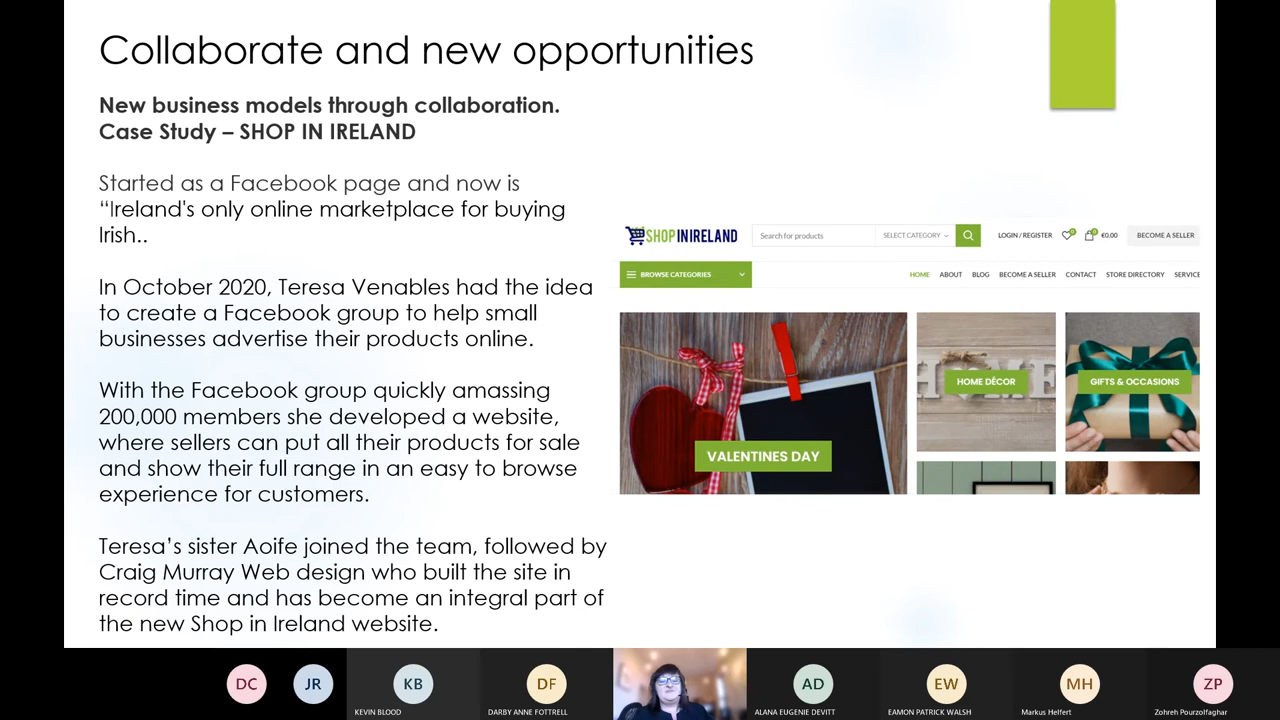 Collaborate and new opportunities
New business models through collaboration.
Case Study – SHOP IN IRELAND
Started as a Facebook page and now is
“Ireland's only online marketplace for buying
Irish..
In October 2020, Teresa Venables had the idea
to create a Facebook group to help small
businesses advertise their products online.
With the Facebook group quickly amassing
200,000 members she developed a website,
where sellers can put all their products for sale
and show their full range in an easy to browse
experience for customers.
Teresa’s sister Aoife joined the team, followed by
Craig Murray Web design who built the site in
record time and has become an integral part of
the new Shop in Ireland website.
SHOPINIRELAND
Search for products
SELECT CATEGORY
LOGIN / REGISTER
0
0
€0.00
BECOME A SELLER
BROWSE CATEGORIES
HOME ABOUT BLOG BECOME A SELLER CONTACT STORE DIRECTORY SERVICE
VALENTINES DAY
HOME
HOME DÉCOR
GIFTS & OCCASIONS
DC
JR
KB
KEVIN BLOOD
DF
DARBY ANNE FOTTRELL
AD
ALANA EUGENIE DEVITT
EW
EAMON PATRICK WALSH
MH
Markus Helfert
ZP
Zohreh Pourzolfaghar